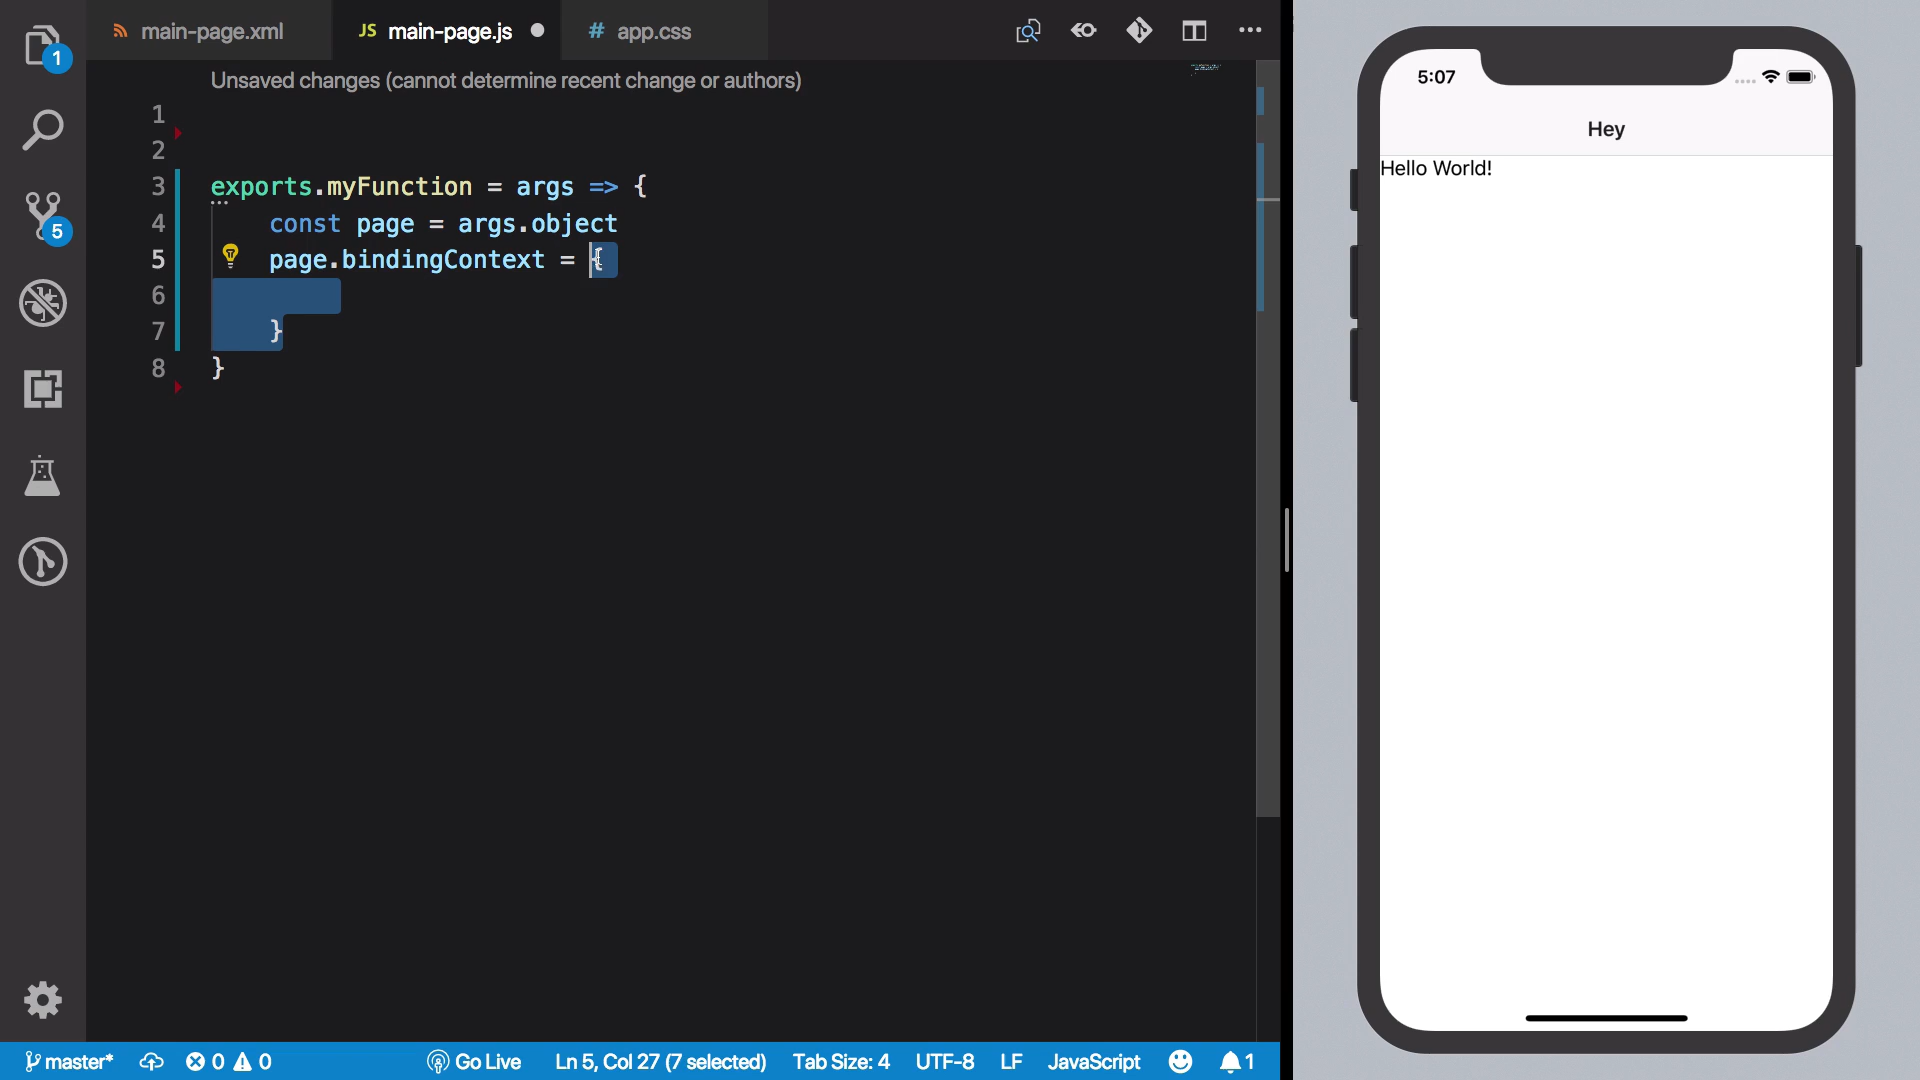 1
5
main-page.xml
JS main-page.js
# app.css
Unsaved changes (cannot determine recent change or authors)
1
2
3 exports.myFunction = args => {
4 const page = args.object
5 page.bindingContext = {
6
7 }
8 }
master*
0 0
Go Live
Ln 5, Col 27 (7 selected)
Tab Size: 4
UTF-8
LF
JavaScript
1
5:07
Hey
Hello World!